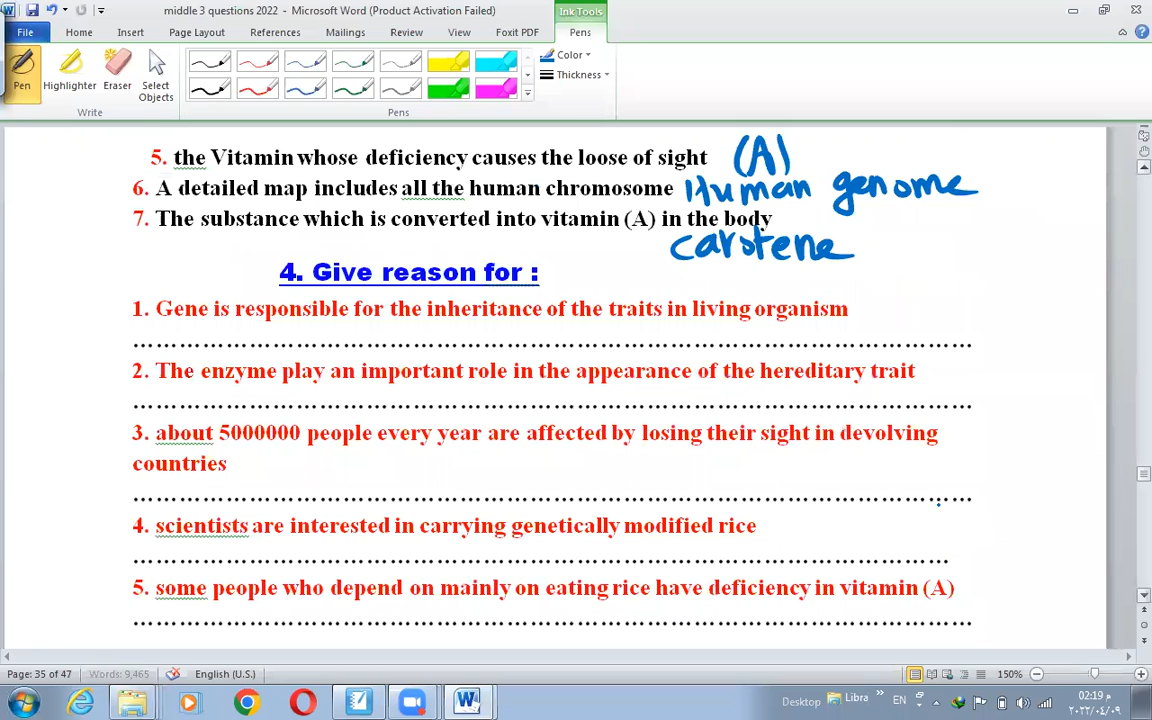 middle 3 questions 2022 - Microsoft Word (Product Activation Failed)
Ink Tools
File Home Insert Page Layout References Mailings Review View Foxit PDF Pens
Pen Highlighter Eraser Select Objects
Color
Thickness
Write Pens
5. the Vitamin whose deficiency causes the loose of sight (A)
6. A detailed map includes all the human chromosome Human genome
7. The substance which is converted into vitamin (A) in the body
carotene
4. Give reason for :
1. Gene is responsible for the inheritance of the traits in living organism
2. The enzyme play an important role in the appearance of the hereditary trait
3. about 5000000 people every year are affected by losing their sight in devolving
countries
4. scientists are interested in carrying genetically modified rice
5. some people who depend on mainly on eating rice have deficiency in vitamin (A)
Page: 35 of 47 Words: 9,465 English (U.S.) 150%
Desktop Libra EN 02:19 م
٢٠٢٢/٠٤/٠٩